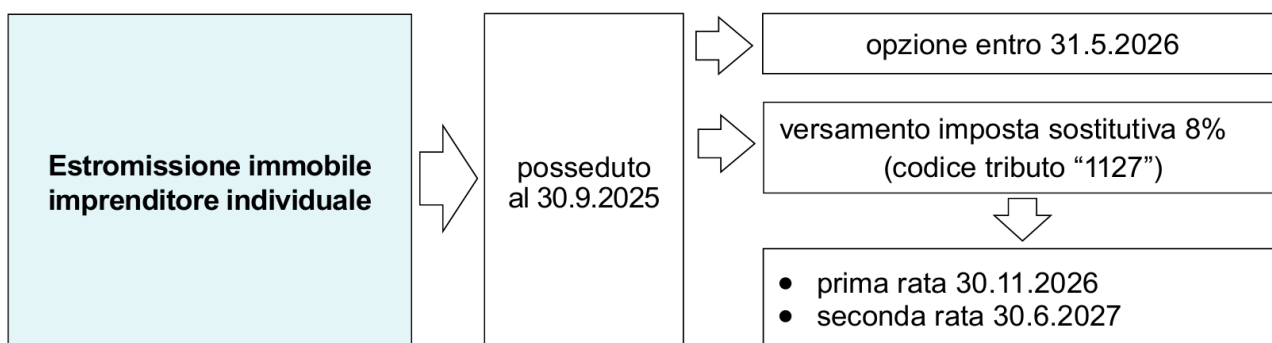 Estromissione immobile
imprenditore individuale
posseduto
al 30.9.2025
opzione entro 31.5.2026
versamento imposta sostitutiva 8%
(codice tributo “1127”)
● prima rata 30.11.2026
● seconda rata 30.6.2027